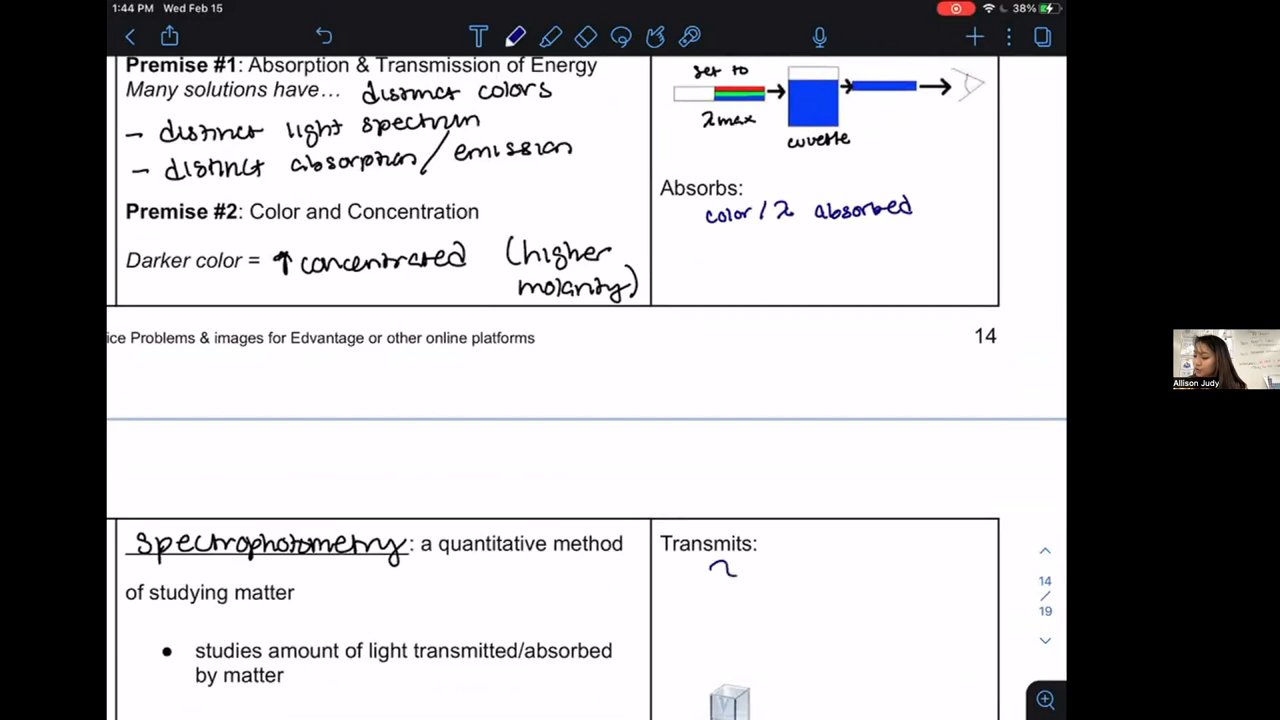 1:44 PM Wed Feb 15
38%
Premise #1: Absorption & Transmission of Energy
Many solutions have... distinct colors
- distinct light spectrum
- distinct absorption/emission
Premise #2: Color and Concentration
Darker color = ↑ concentrated (higher
molarity)
set to
λmax
cuvette
Absorbs:
color / λ absorbed
ice Problems & images for Edvantage or other online platforms
14
Spectrophotometry: a quantitative method
of studying matter
● studies amount of light transmitted/absorbed
by matter
Transmits:
14
/
19
Allison Judy